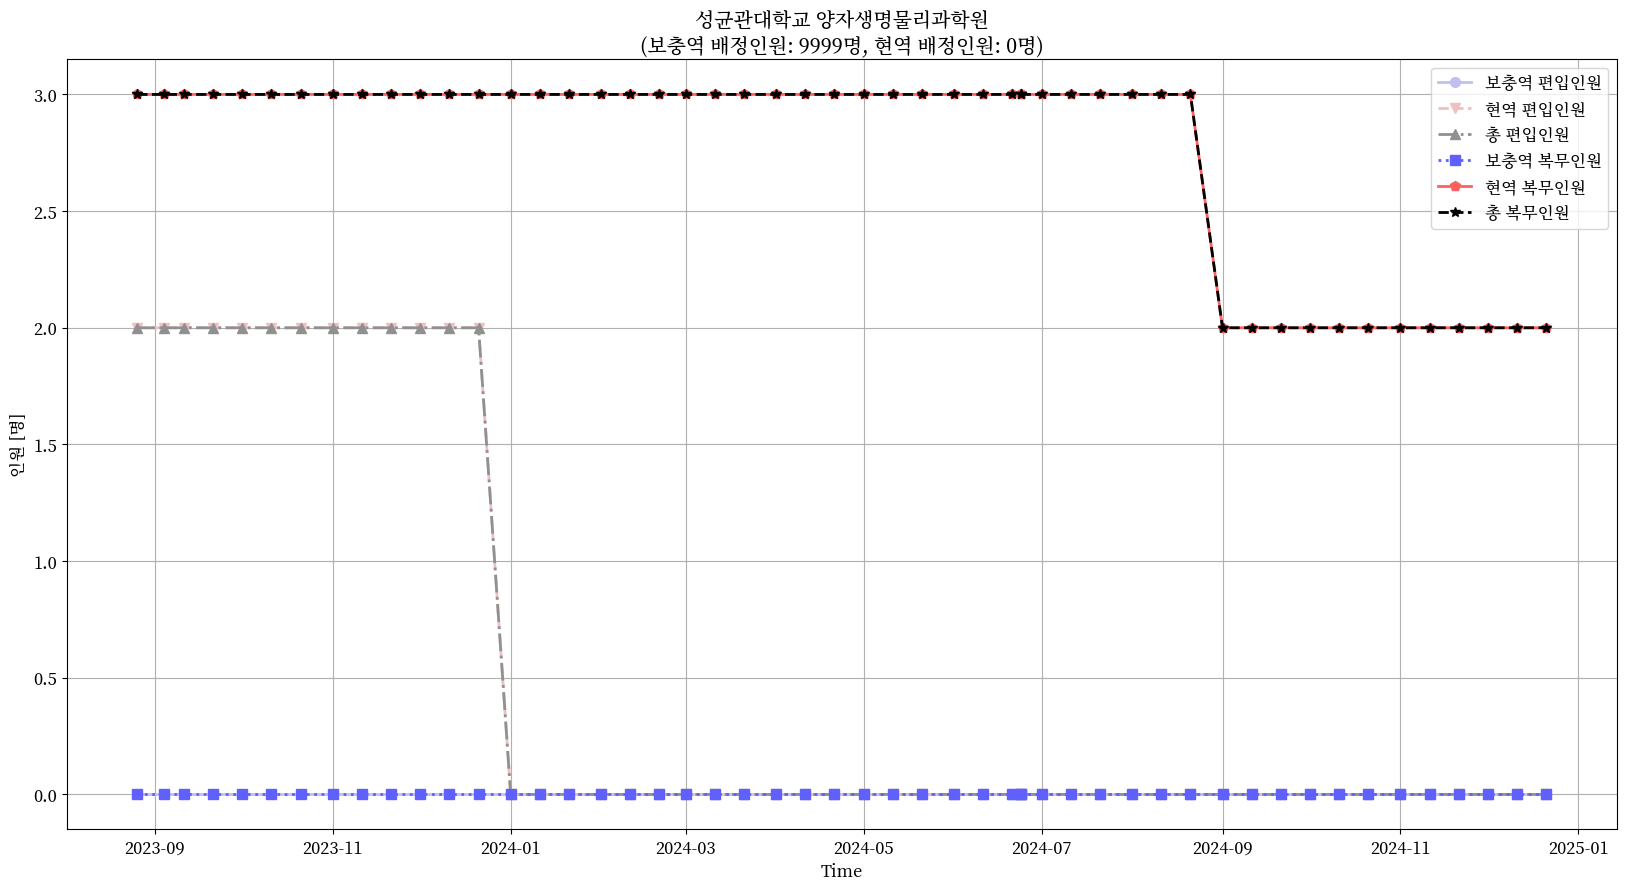 성균관대학교 양자생명물리과학원
(보충역 배정인원: 9999명, 현역 배정인원: 0명)
보충역 편입인원
현역 편입인원
총 편입인원
보충역 복무인원
현역 복무인원
총 복무인원
인원 [명]
3.0
2.5
2.0
1.5
1.0
0.5
0.0
2023-09
2023-11
2024-01
2024-03
2024-05
2024-07
2024-09
2024-11
2025-01
Time